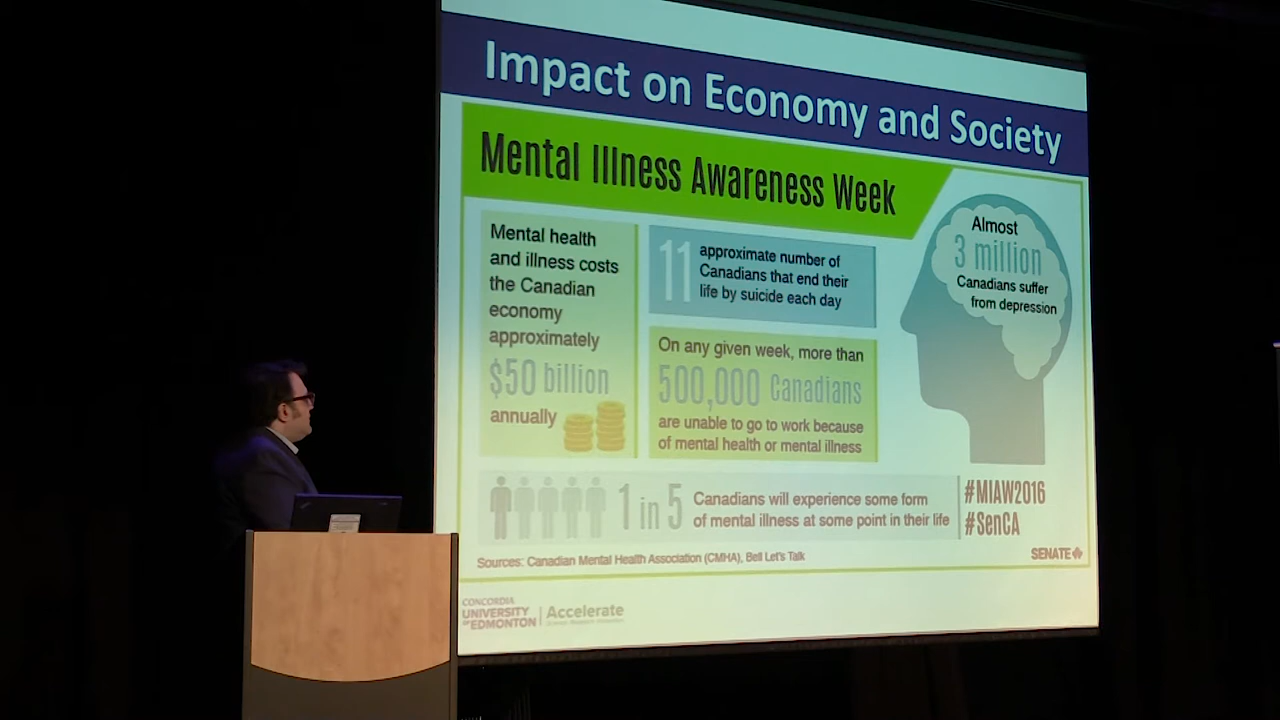 Impact on Economy and Society
Mental Illness Awareness Week
Mental health
and illness costs
the Canadian
economy
approximately
$50 billion
annually
11
approximate number of
Canadians that end their
life by suicide each day
On any given week, more than
500,000 Canadians
are unable to go to work because
of mental health or mental illness
Almost
3 million
Canadians suffer
from depression
1 in 5
Canadians will experience some form
of mental illness at some point in their life
#MIAW2016
#SenCA
Sources: Canadian Mental Health Association (CMHA), Bell Let's Talk
SENATE
CONCORDIA
UNIVERSITY
OF EDMONTON
Accelerate